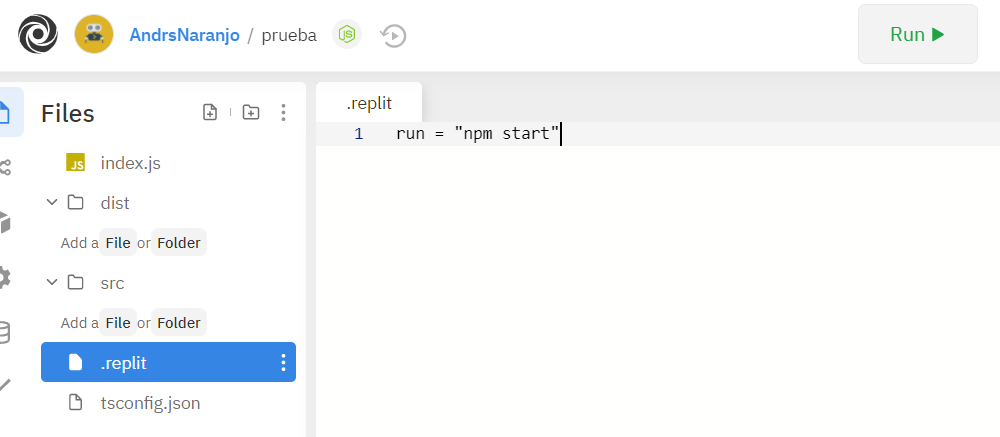 AndrsNaranjo / prueba
Run
Files
.replit
1 run = "npm start"
JS index.js
dist
Add a File or Folder
src
Add a File or Folder
.replit
tsconfig.json